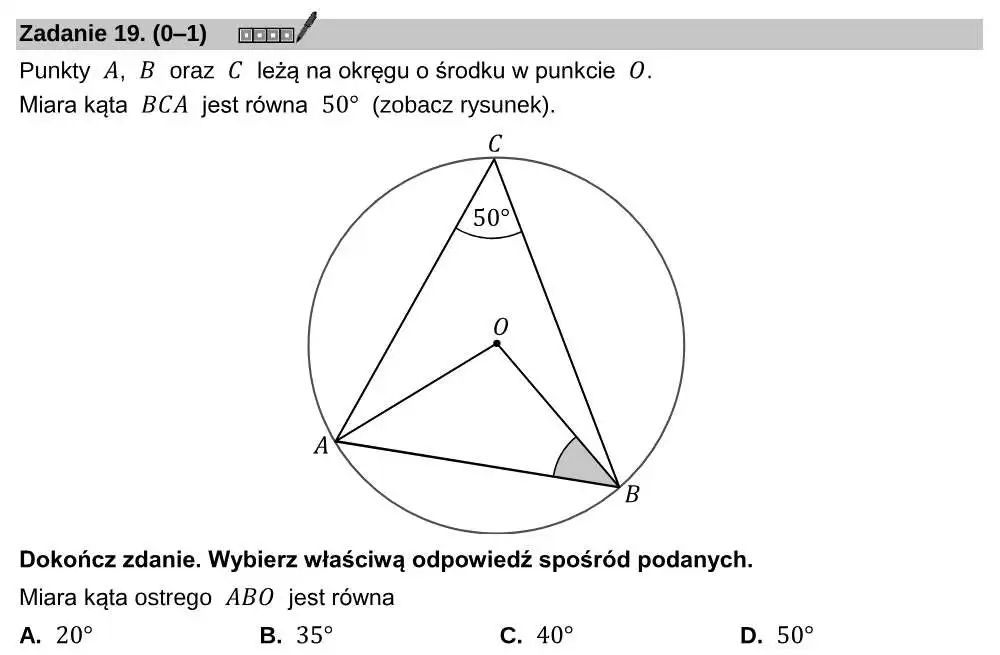 Zadanie 19. (0–1)
Punkty A, B oraz C leżą na okręgu o środku w punkcie O.
Miara kąta BCA jest równa 50° (zobacz rysunek).
C
50°
O
A
B
Dokończ zdanie. Wybierz właściwą odpowiedź spośród podanych.
Miara kąta ostrego ABO jest równa
A. 20° B. 35° C. 40° D. 50°